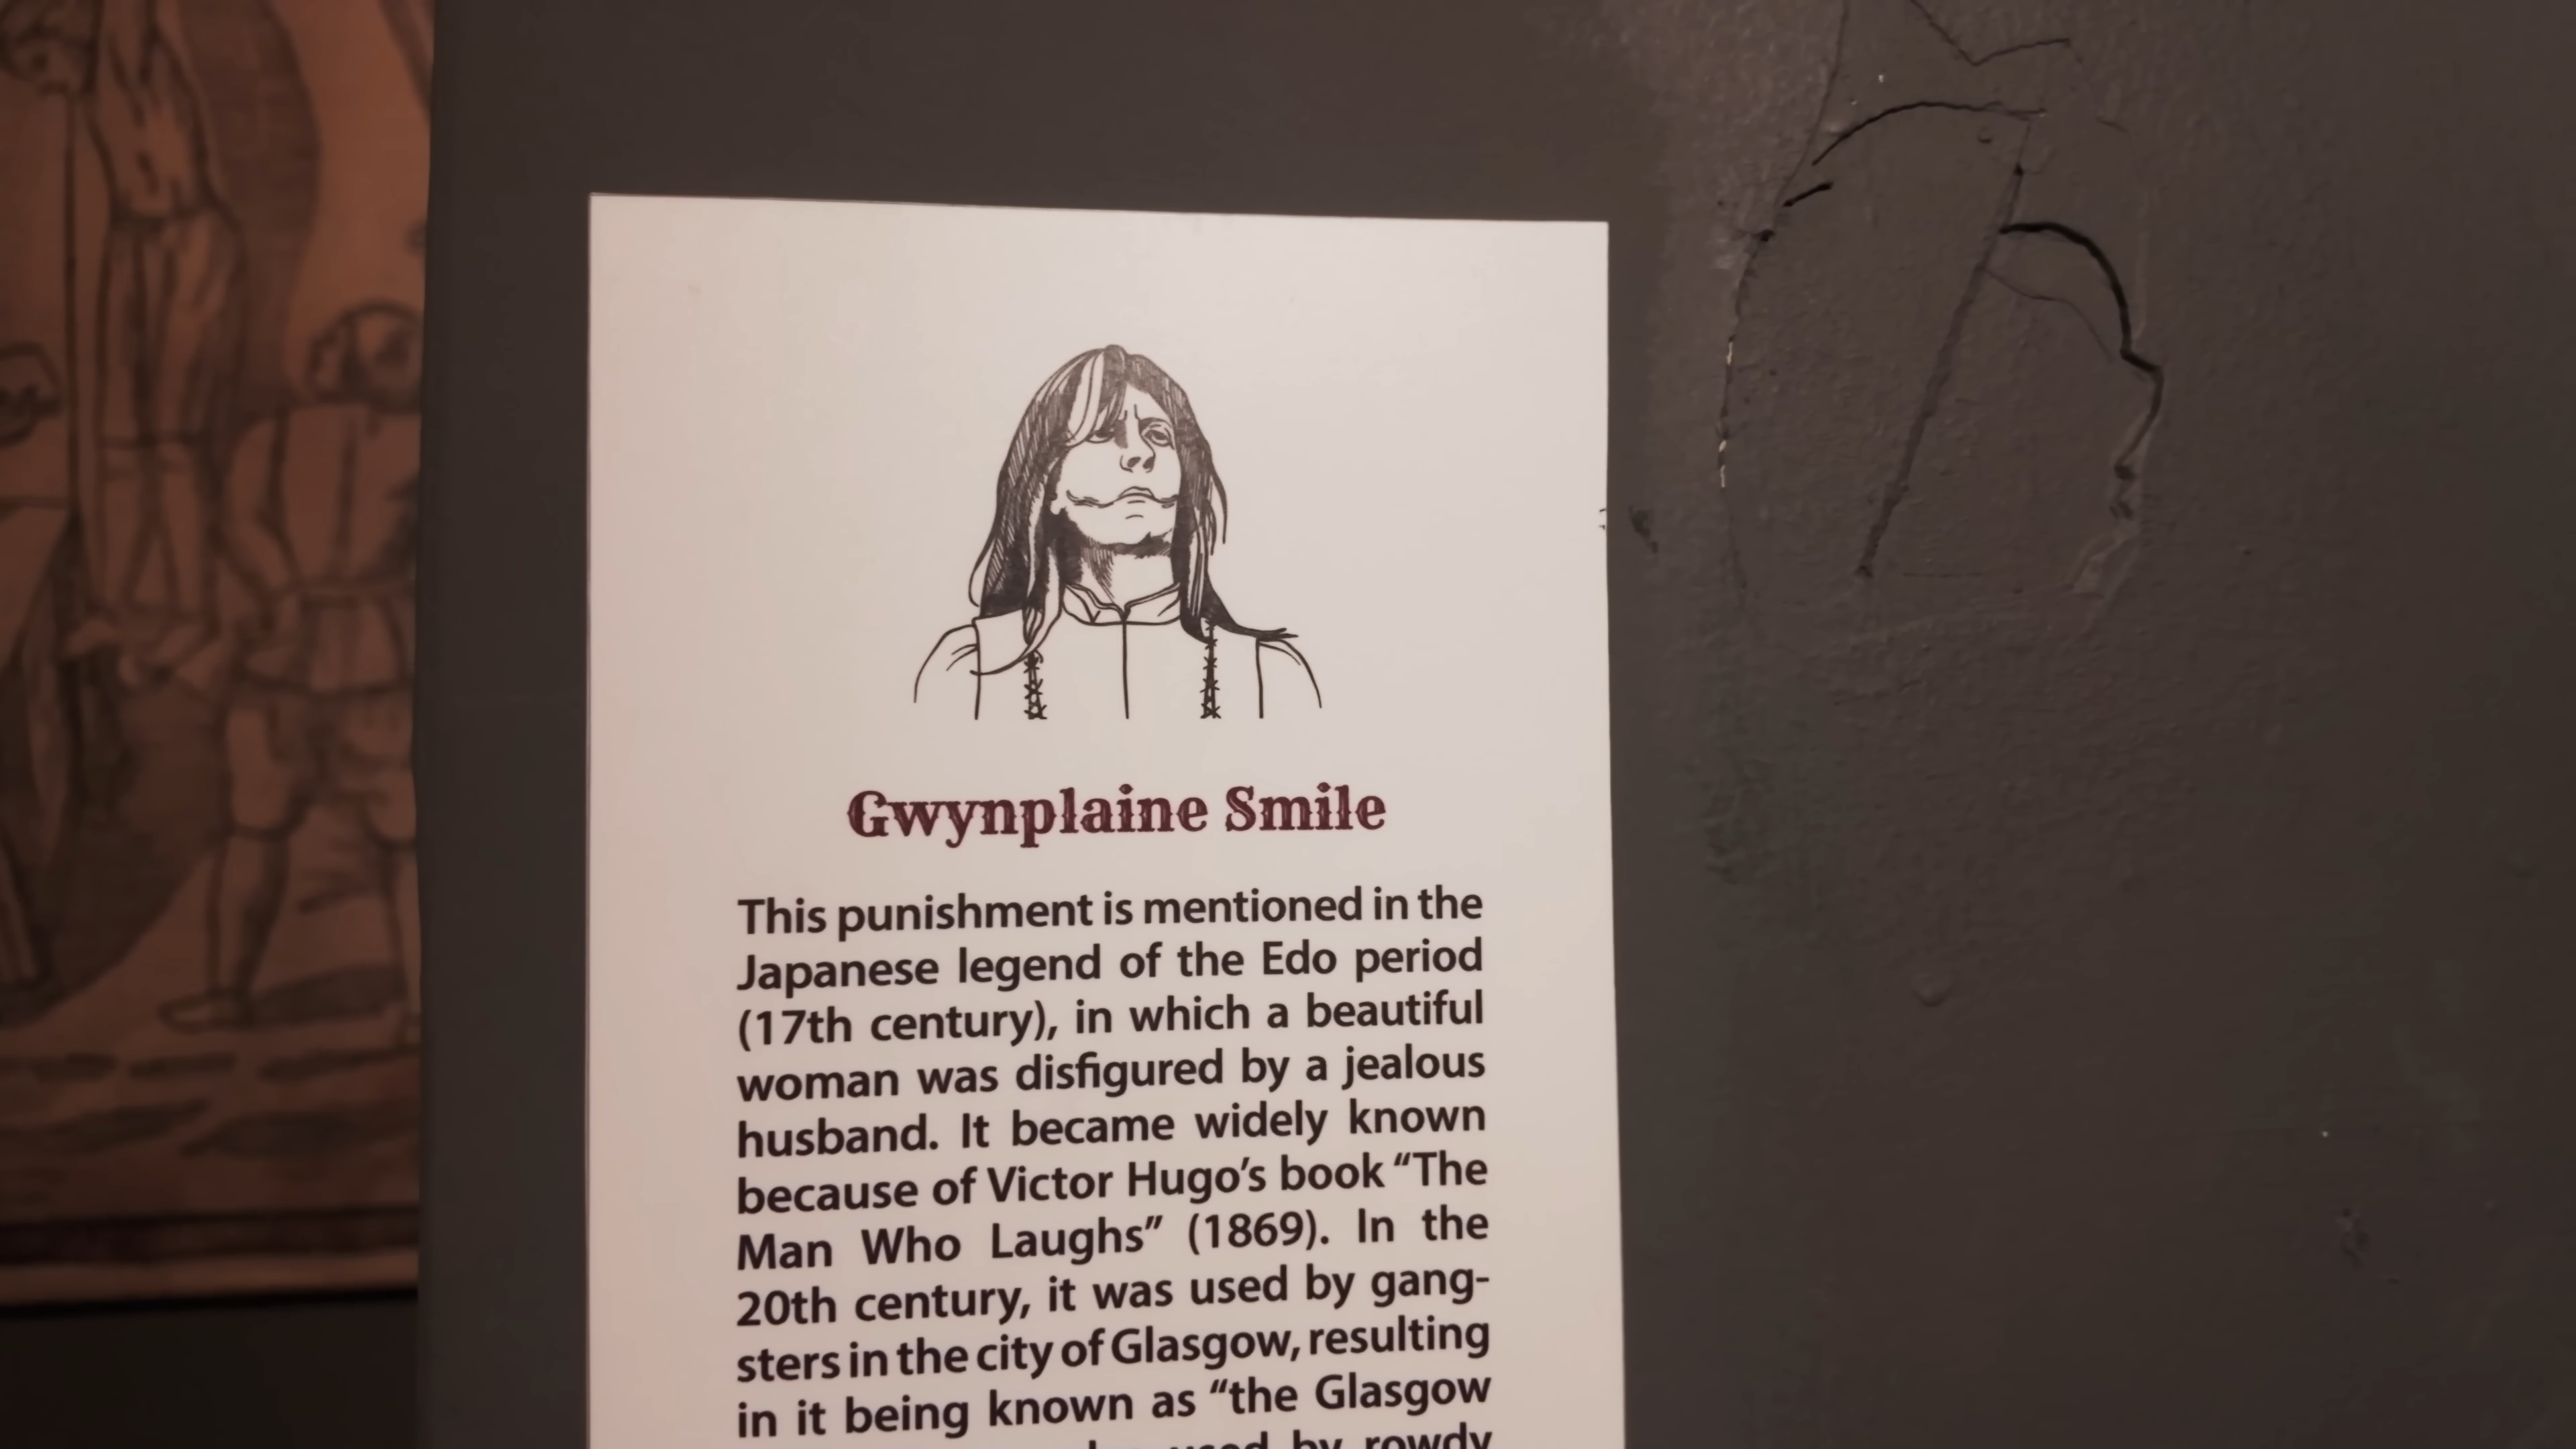 Gwynplaine Smile
This punishment is mentioned in the
Japanese legend of the Edo period
(17th century), in which a beautiful
woman was disfigured by a jealous
husband. It became widely known
because of Victor Hugo’s book “The
Man Who Laughs” (1869). In the
20th century, it was used by gang-
sters in the city of Glasgow, resulting
in it being known as “the Glasgow
used by rowdy